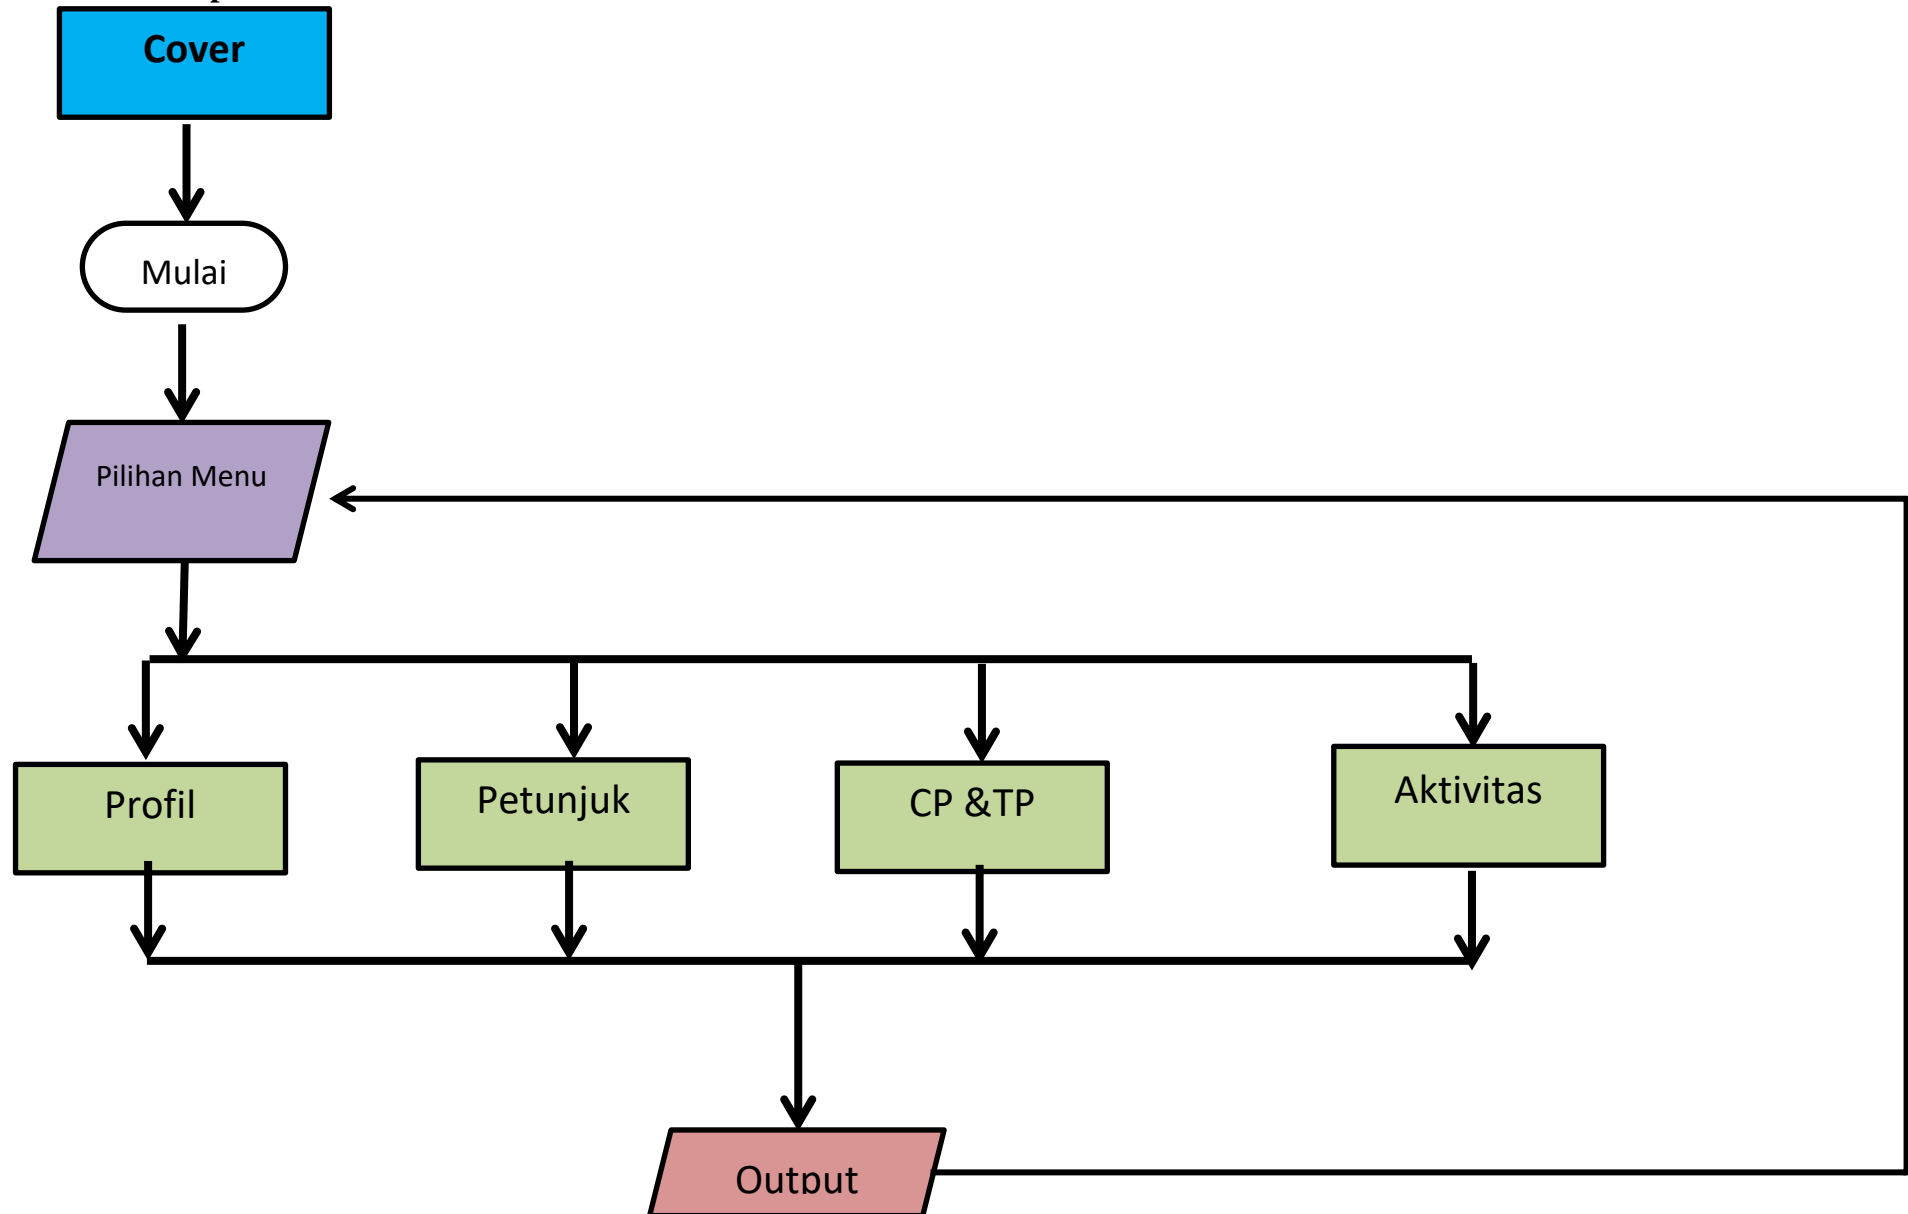 Cover
Mulai
Pilihan Menu
Profil
Petunjuk
CP &TP
Aktivitas
Output